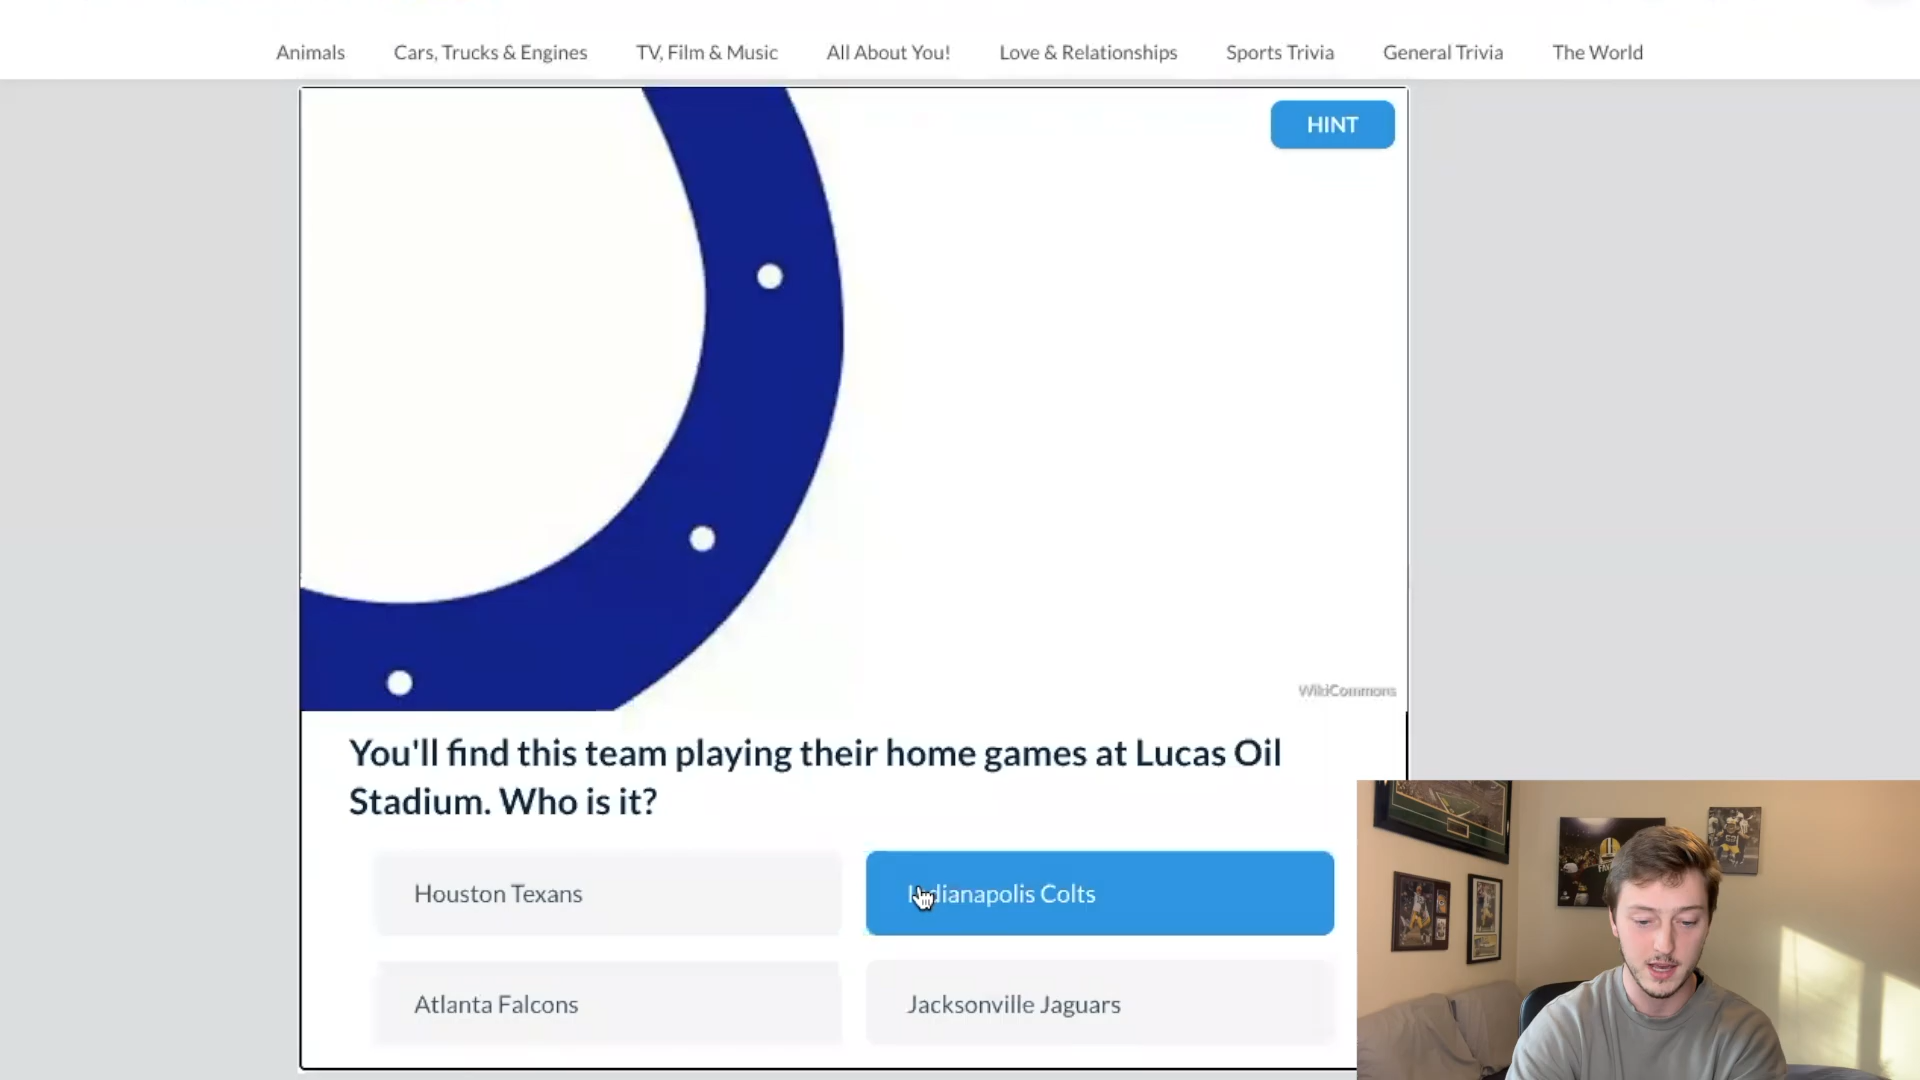 Animals Cars, Trucks & Engines TV, Film & Music All About You! Love & Relationships Sports Trivia General Trivia The World
HINT
WikiCommons
You'll find this team playing their home games at Lucas Oil
Stadium. Who is it?
Houston Texans
Indianapolis Colts
Atlanta Falcons
Jacksonville Jaguars